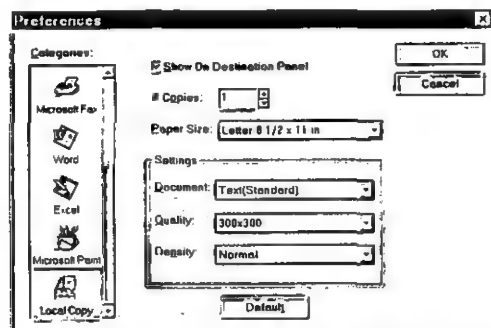 Preferences
Categories:
Microsoft Fax
Word
Excel
Microsoft Paint
Local Copy
Show On Destination Panel
# Copies: 1
Paper Size: Letter 8 1/2 x 11 in
Settings
Document: Text(Standard)
Quality: 300x300
Density: Normal
Default
OK
Cancel